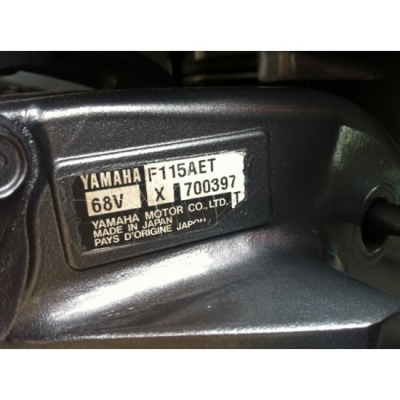 YAMAHA F115AET
68V X 700397 T
YAMAHA MOTOR CO., LTD.
MADE IN JAPAN
PAYS D'ORIGINE JAPON